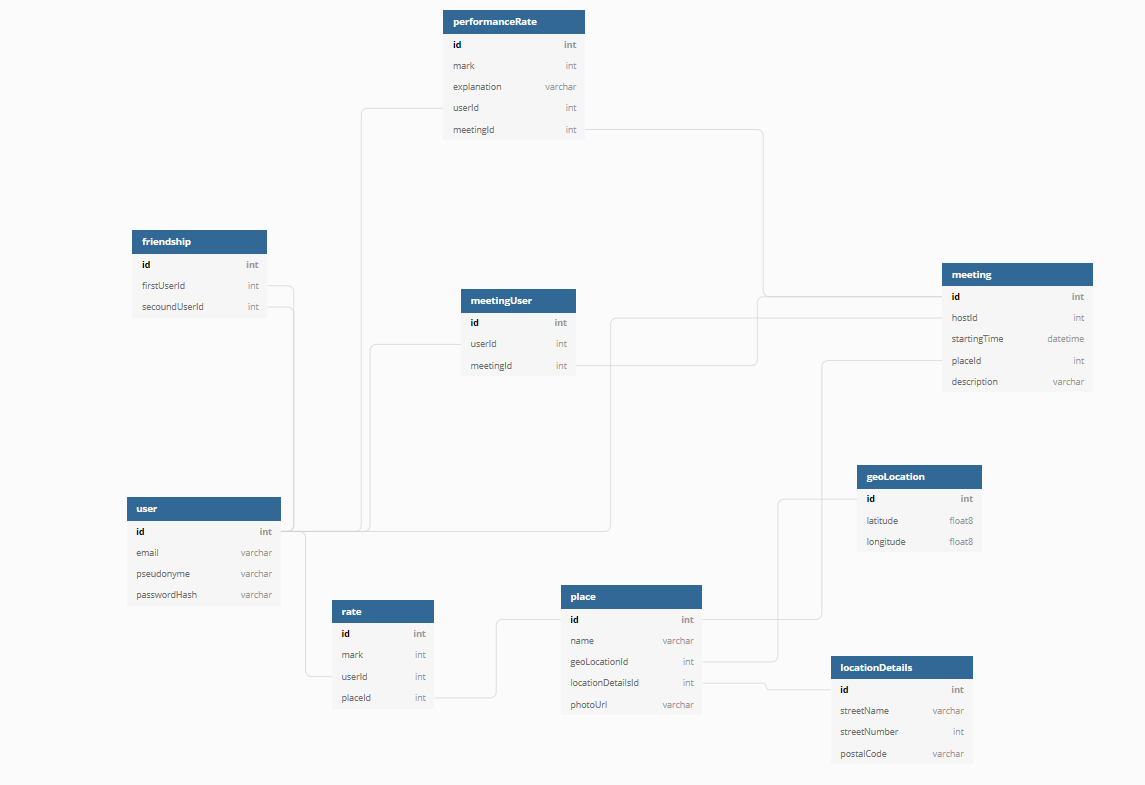 performanceRate
id int
mark int
explanation varchar
userId int
meetingId int
friendship
id int
firstUserId int
secoundUserId int
meeting
id int
hostId int
startingTime datetime
placeId int
description varchar
meetingUser
id int
userId int
meetingId int
geoLocation
id int
latitude float8
longitude float8
user
id int
email varchar
pseudonyme varchar
passwordHash varchar
rate
id int
mark int
userId int
placeId int
place
id int
name varchar
geoLocationId int
locationDetailsId int
photoUrl varchar
locationDetails
id int
streetName varchar
streetNumber int
postalCode varchar